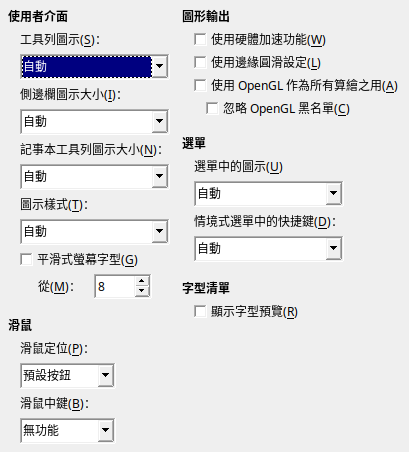 使用者介面
工具列圖示(S)：
自動
側邊欄圖示大小(I)：
自動
記事本工具列圖示大小(N)：
自動
圖示樣式(T)：
自動
平滑式螢幕字型(G)
從(M)：
8
滑鼠
滑鼠定位(P)：
預設按鈕
滑鼠中鍵(B)：
無功能
圖形輸出
使用硬體加速功能(W)
使用邊緣圓滑設定(L)
使用 OpenGL 作為所有算繪之用(A)
忽略 OpenGL 黑名單(C)
選單
選單中的圖示(U)
自動
情境式選單中的快捷鍵(D)：
自動
字型清單
顯示字型預覽(R)